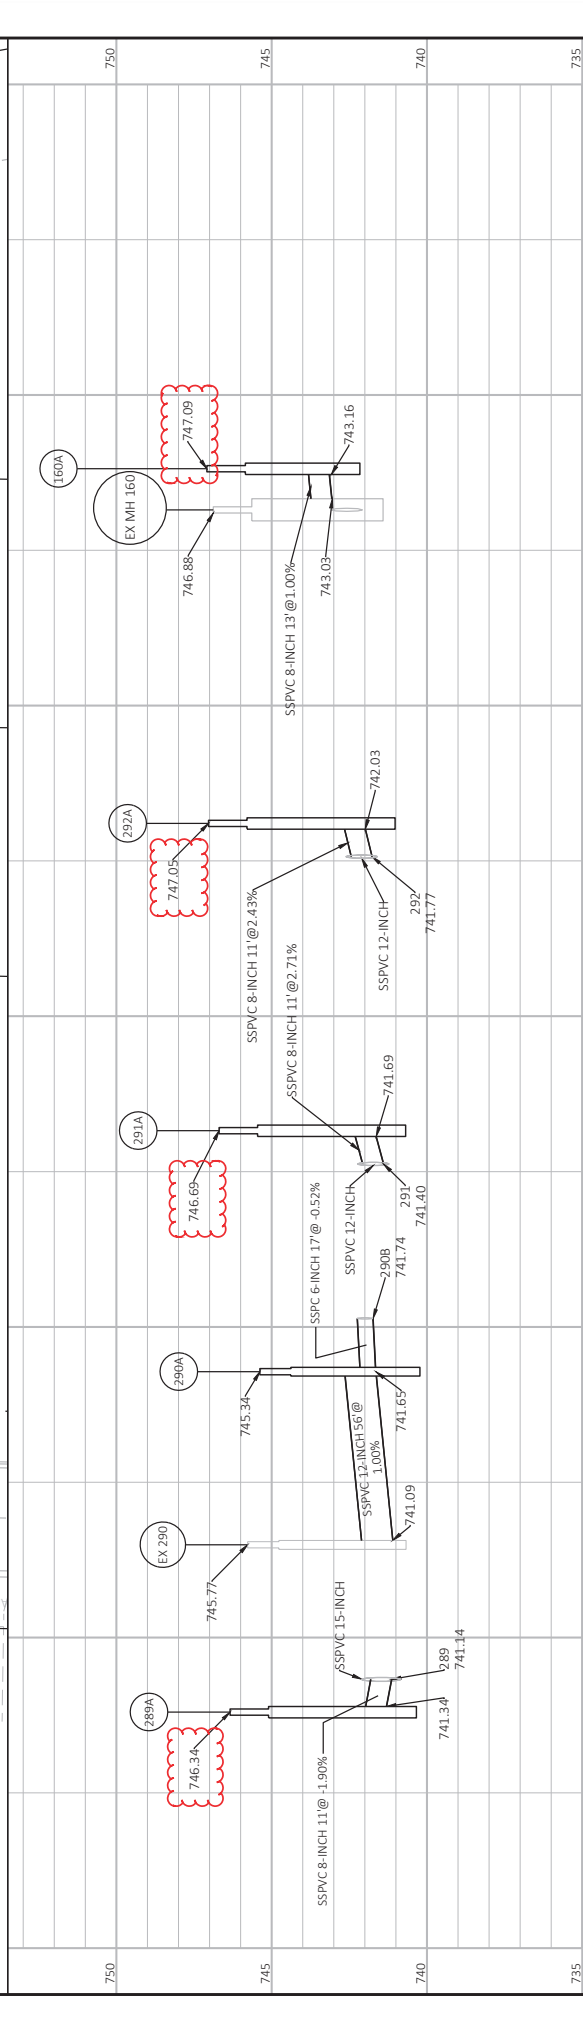 750
745
740
735
289A
746.34
SSPVC 8-INCH 11'@ -1.90%
741.34
SSPVC 15-INCH
289
741.14
EX 290
745.77
741.09
SSPVC 12-INCH 56'@
1.00%
290A
745.34
741.65
SSPC 6-INCH 17'@ -0.52%
290B
741.74
291A
746.69
SSPVC 12-INCH
291
741.40
741.69
SSPVC 8-INCH 11'@2.71%
SSPVC 8-INCH 11'@2.43%
292A
747.05
SSPVC 12-INCH
292
741.77
742.03
EX MH 160
746.88
SSPVC 8-INCH 13'@1.00%
743.03
160A
747.09
743.16
750
745
740
735